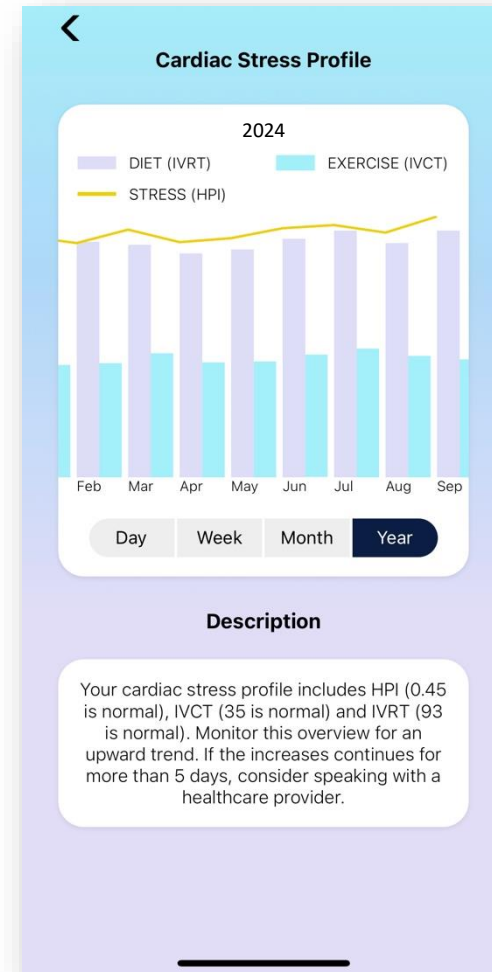 Cardiac Stress Profile
2024
DIET (IVRT) EXERCISE (IVCT)
STRESS (HPI)
Feb Mar Apr May Jun Jul Aug Sep
Day Week Month Year
Description
Your cardiac stress profile includes HPI (0.45
is normal), IVCT (35 is normal) and IVRT (93
is normal). Monitor this overview for an
upward trend. If the increases continues for
more than 5 days, consider speaking with a
healthcare provider.